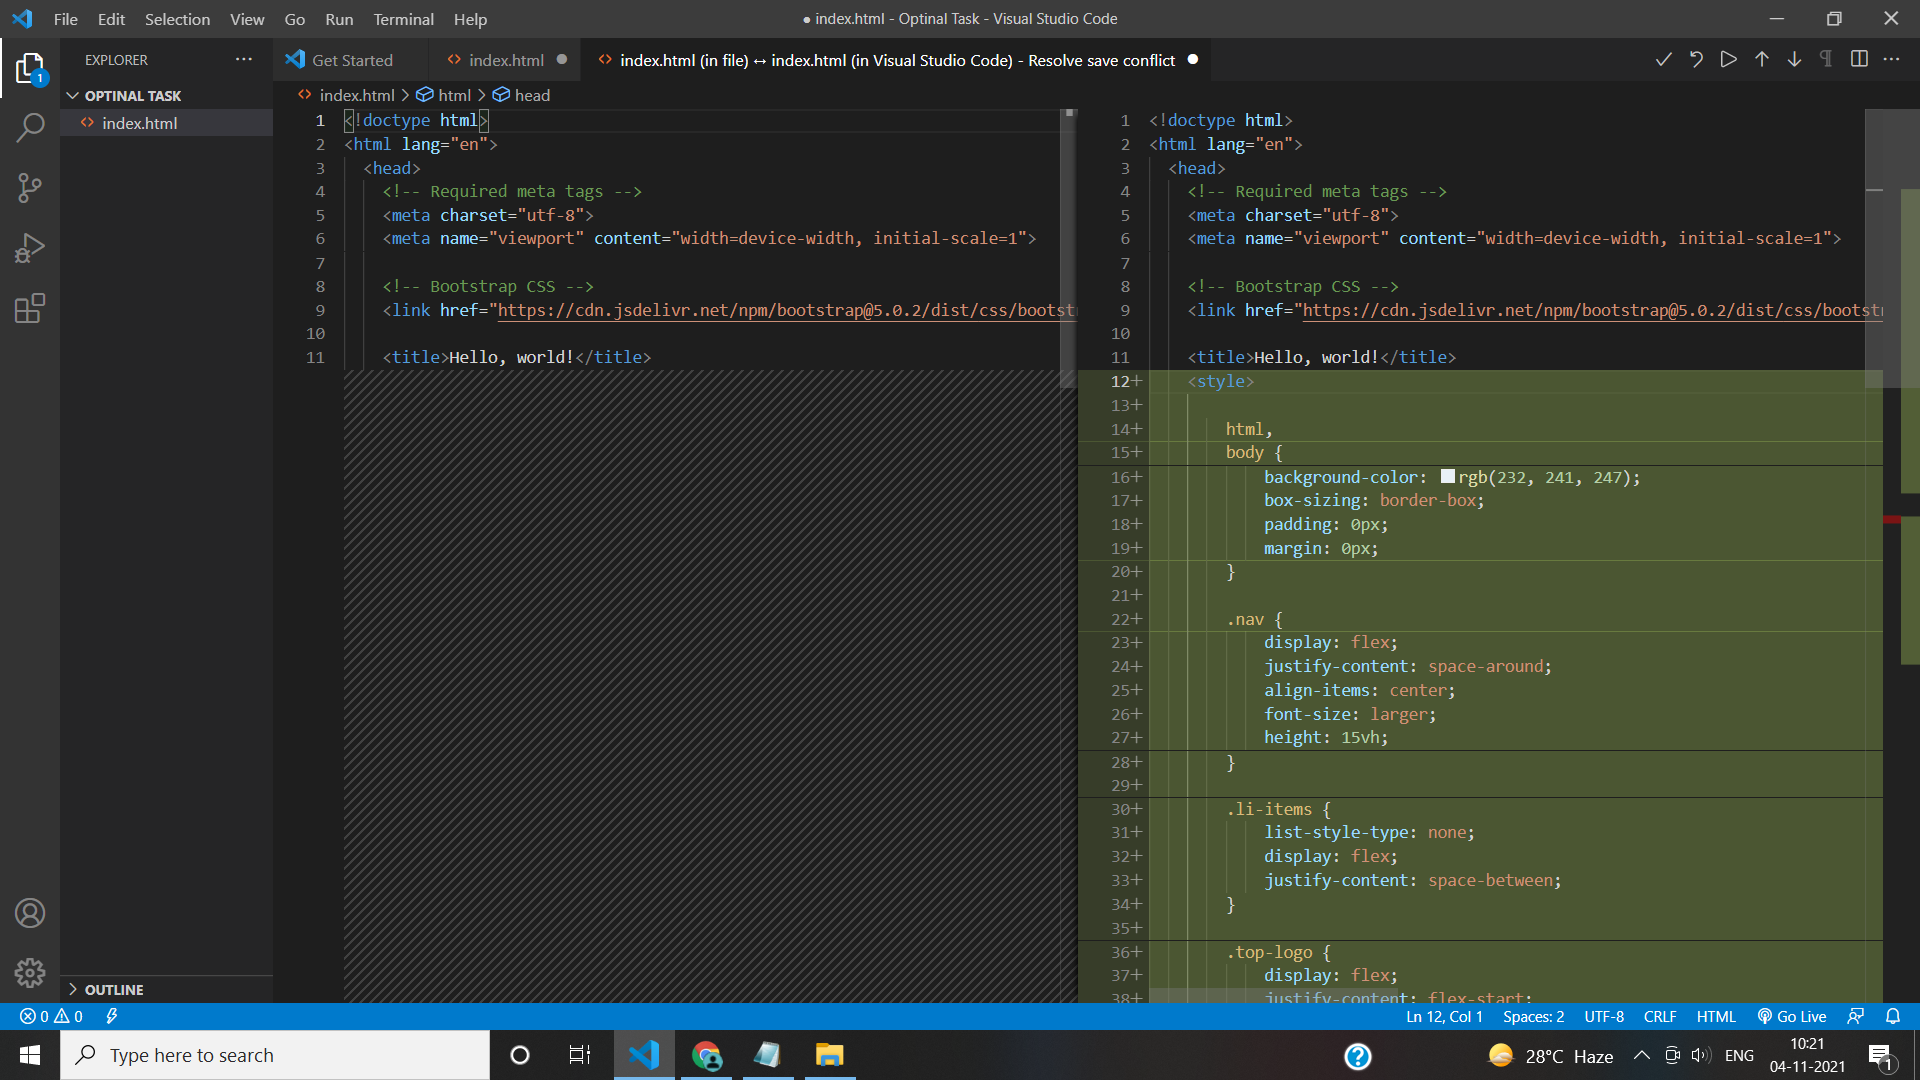 File Edit Selection View Go Run Terminal Help
● index.html - Optinal Task - Visual Studio Code
EXPLORER
Get Started
index.html
index.html (in file) ↔ index.html (in Visual Studio Code) - Resolve save conflict
1
OPTINAL TASK
index.html
index.html > html > head
1 <!doctype html>
2 <html lang="en">
3 <head>
4 <!-- Required meta tags -->
5 <meta charset="utf-8">
6 <meta name="viewport" content="width=device-width, initial-scale=1">
7
8 <!-- Bootstrap CSS -->
9 <link href="https://cdn.jsdelivr.net/npm/bootstrap@5.0.2/dist/css/bootst
10
11 <title>Hello, world!</title>
1 <!doctype html>
2 <html lang="en">
3 <head>
4 <!-- Required meta tags -->
5 <meta charset="utf-8">
6 <meta name="viewport" content="width=device-width, initial-scale=1">
7
8 <!-- Bootstrap CSS -->
9 <link href="https://cdn.jsdelivr.net/npm/bootstrap@5.0.2/dist/css/bootst
10
11 <title>Hello, world!</title>
12+ <style>
13+
14+ html,
15+ body {
16+ background-color: rgb(232, 241, 247);
17+ box-sizing: border-box;
18+ padding: 0px;
19+ margin: 0px;
20+ }
21+
22+ .nav {
23+ display: flex;
24+ justify-content: space-around;
25+ align-items: center;
26+ font-size: larger;
27+ height: 15vh;
28+ }
29+
30+ .li-items {
31+ list-style-type: none;
32+ display: flex;
33+ justify-content: space-between;
34+ }
35+
36+ .top-logo {
37+ display: flex;
38+ justify-content: flex-start;
OUTLINE
0 0
Ln 12, Col 1 Spaces: 2 UTF-8 CRLF HTML Go Live
Type here to search
28°C Haze
ENG
10:21
04-11-2021
1